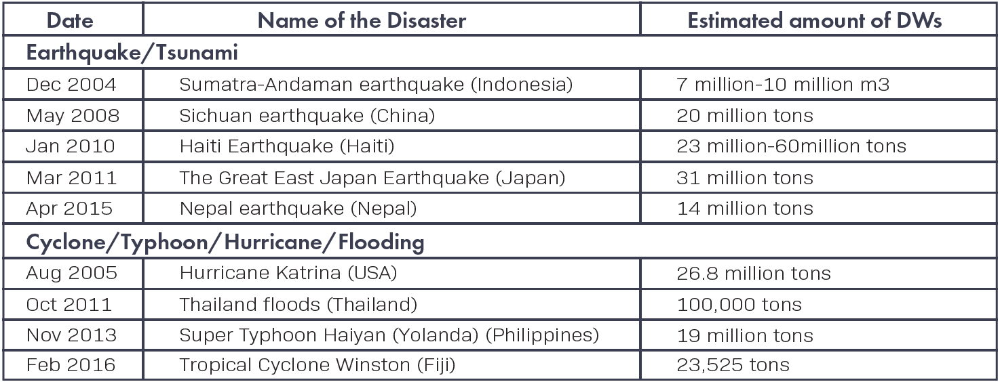 Date Name of the Disaster Estimated amount of DWs
Earthquake/Tsunami
Dec 2004 Sumatra-Andaman earthquake (Indonesia) 7 million-10 million m3
May 2008 Sichuan earthquake (China) 20 million tons
Jan 2010 Haiti Earthquake (Haiti) 23 million-60million tons
Mar 2011 The Great East Japan Earthquake (Japan) 31 million tons
Apr 2015 Nepal earthquake (Nepal) 14 million tons
Cyclone/Typhoon/Hurricane/Flooding
Aug 2005 Hurricane Katrina (USA) 26.8 million tons
Oct 2011 Thailand floods (Thailand) 100,000 tons
Nov 2013 Super Typhoon Haiyan (Yolanda) (Philippines) 19 million tons
Feb 2016 Tropical Cyclone Winston (Fiji) 23,525 tons